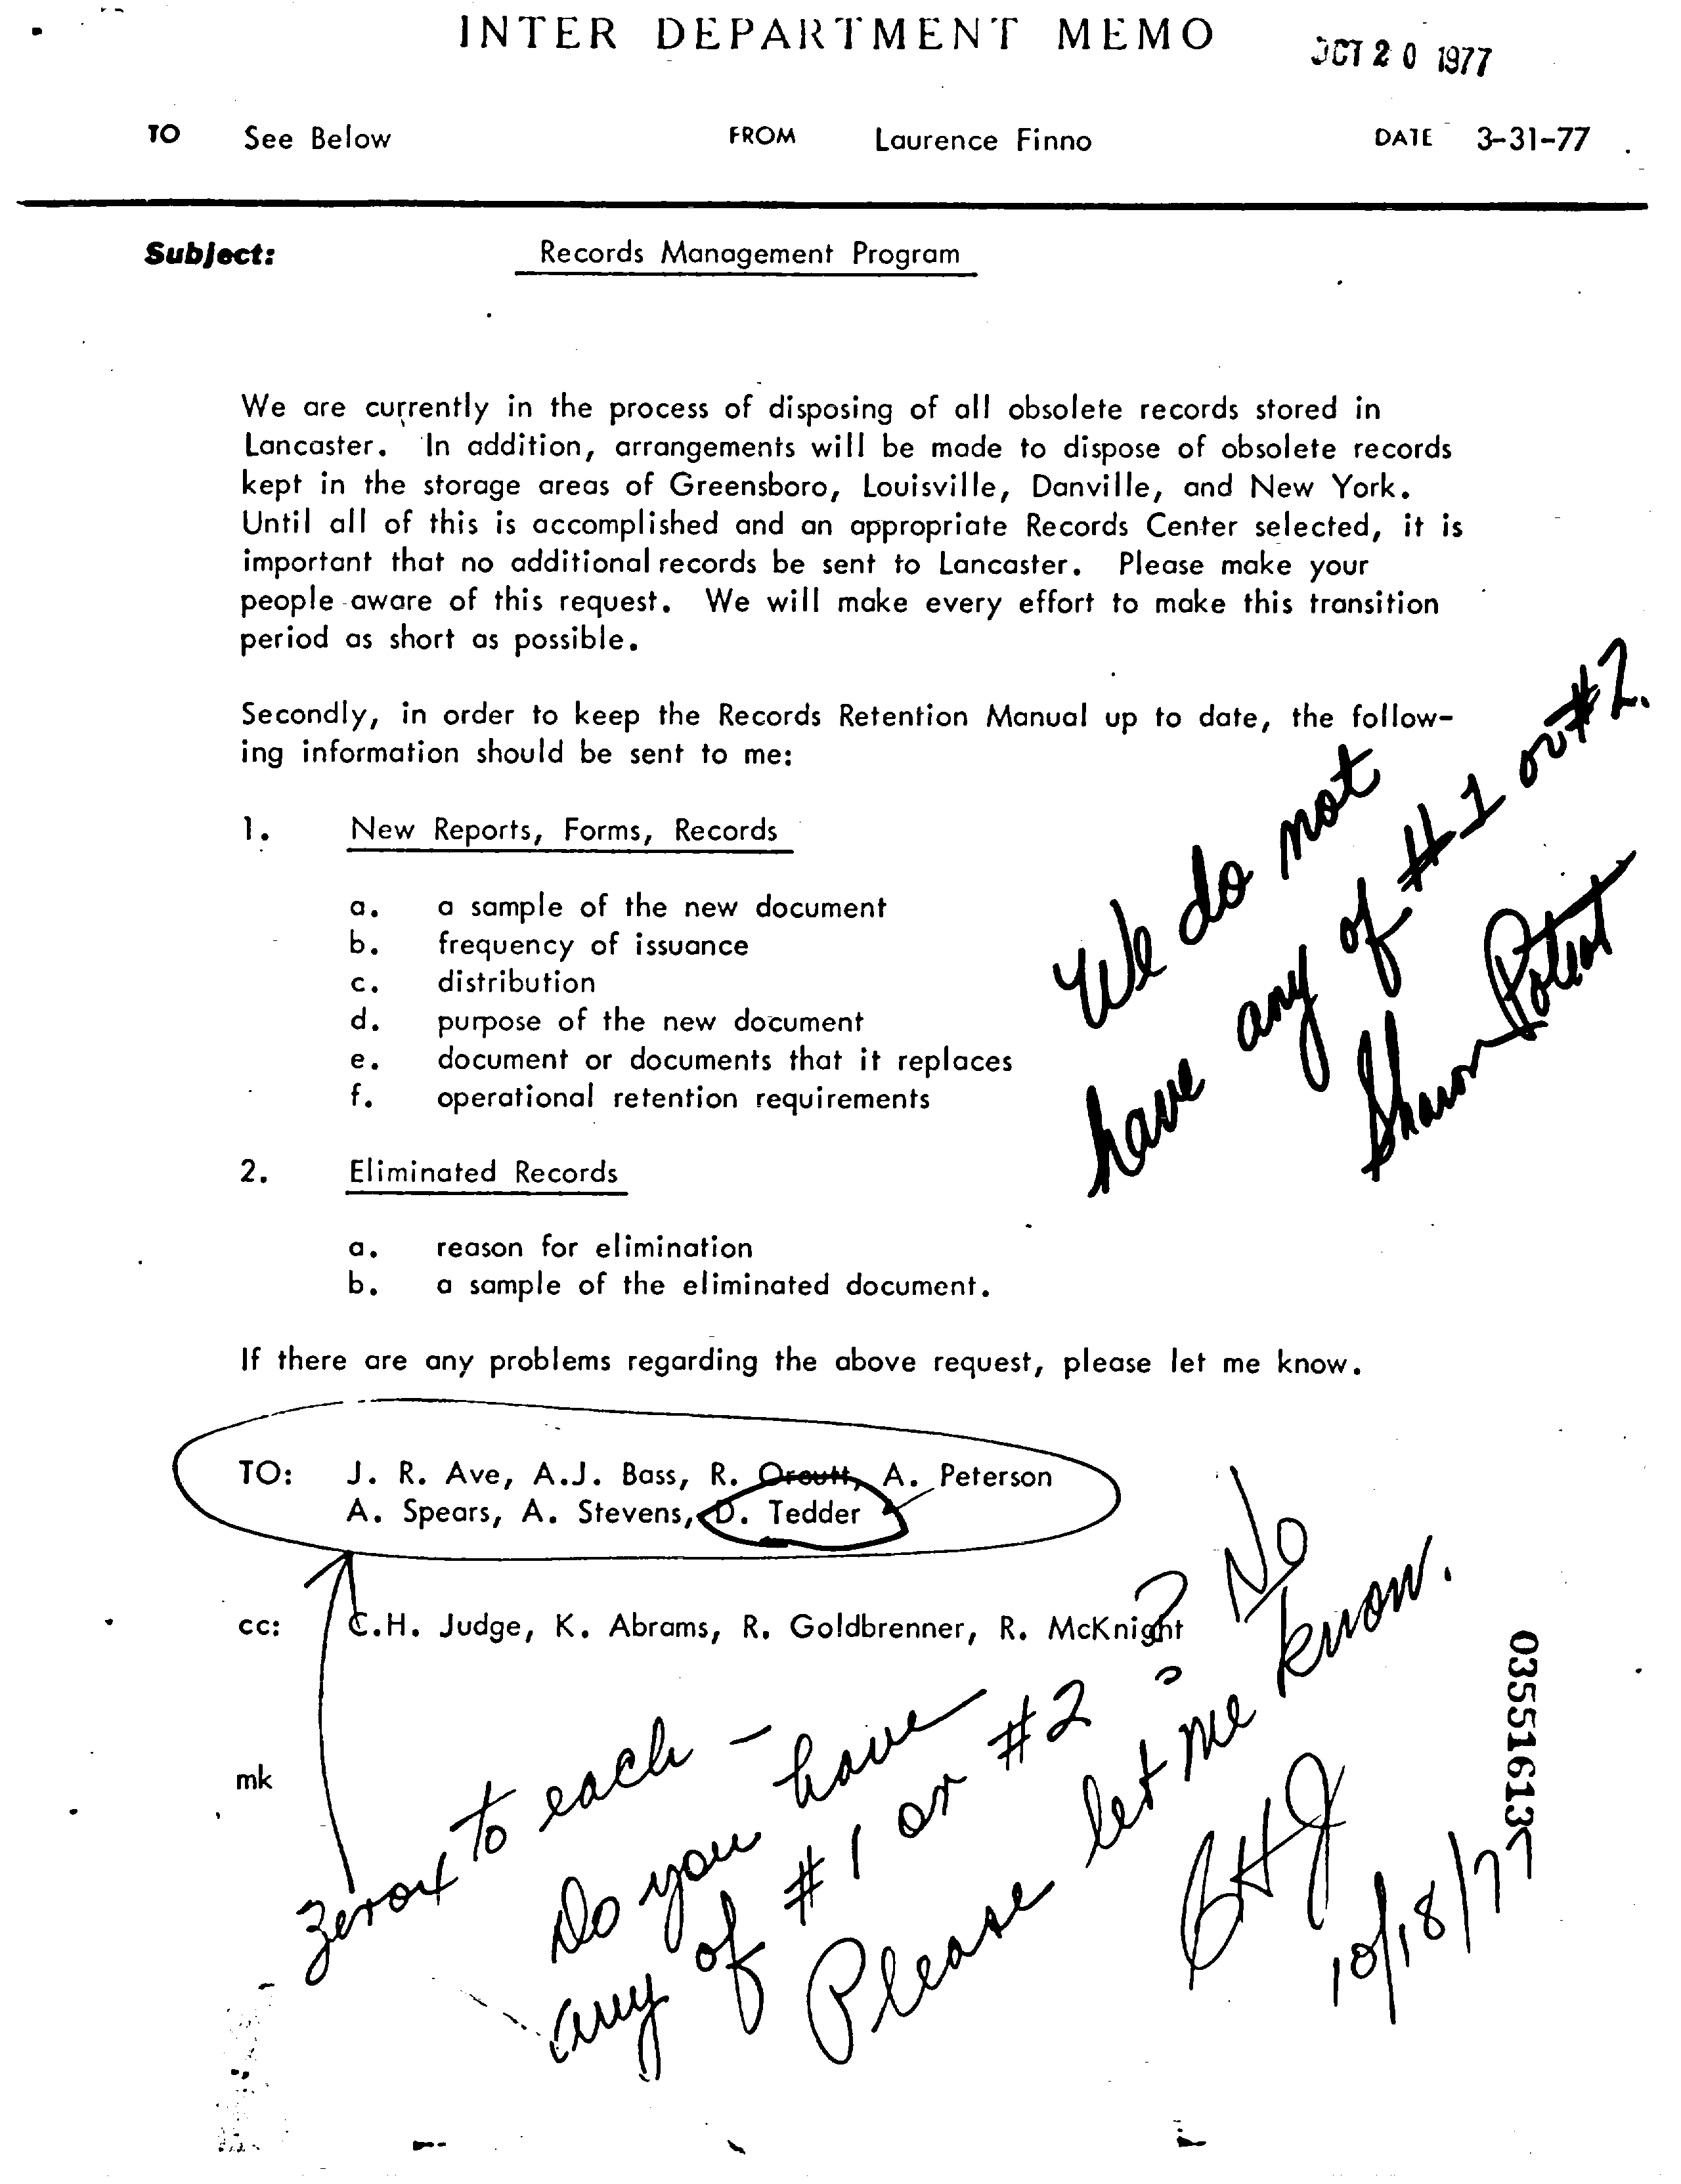 INTER DEPARTMENT MEMO
OCT 20 1977
TO See Below FROM Laurence Finno DATE 3-31-77
Subject: Records Management Program
We are currently in the process of disposing of all obsolete records stored in
Lancaster. In addition, arrangements will be made to dispose of obsolete records
kept in the storage areas of Greensboro, Louisville, Danville, and New York.
Until all of this is accomplished and an appropriate Records Center selected, it is
important that no additional records be sent to Lancaster. Please make your
people aware of this request. We will make every effort to make this transition
period as short as possible.
Secondly, in order to keep the Records Retention Manual up to date, the follow-
ing information should be sent to me:
1. New Reports, Forms, Records
a. a sample of the new document
b. frequency of issuance
c. distribution
d. purpose of the new document
e. document or documents that it replaces
f. operational retention requirements
We do not
have any of #1 or #2.
Sharon Poteat
2. Eliminated Records
a. reason for elimination
b. a sample of the eliminated document.
If there are any problems regarding the above request, please let me know.
TO: J. R. Ave, A.J. Bass, R. Orcutt, A. Peterson
A. Spears, A. Stevens, D. Tedder
cc: C.H. Judge, K. Abrams, R. Goldbrenner, R. McKnight
mk
Zerox to each -
Do you have
any of #1 or #2? No
Please let me know.
CHJ
10/18/77
03551613